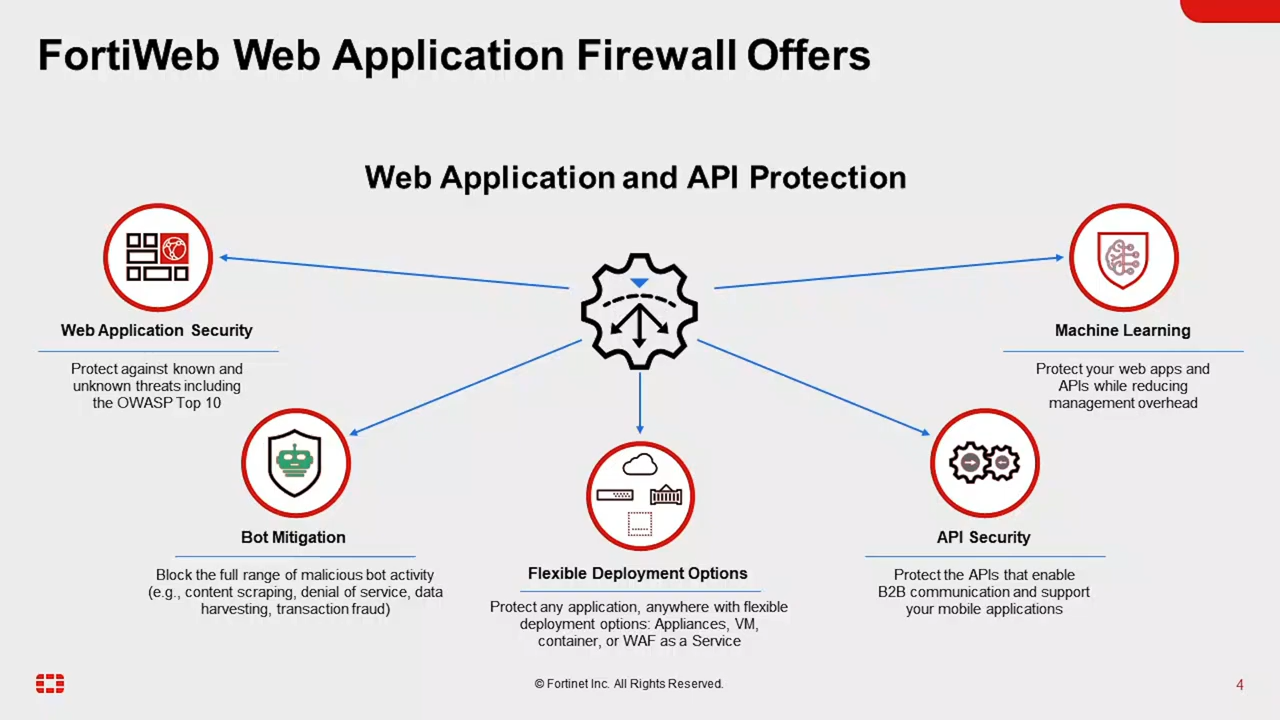 FortiWeb Web Application Firewall Offers
Web Application and API Protection
Web Application Security
Protect against known and
unknown threats including
the OWASP Top 10
Machine Learning
Protect your web apps and
APIs while reducing
management overhead
Bot Mitigation
Block the full range of malicious bot activity
(e.g., content scraping, denial of service, data
harvesting, transaction fraud)
Flexible Deployment Options
Protect any application, anywhere with flexible
deployment options: Appliances, VM,
container, or WAF as a Service
API Security
Protect the APIs that enable
B2B communication and support
your mobile applications
© Fortinet Inc. All Rights Reserved.
4